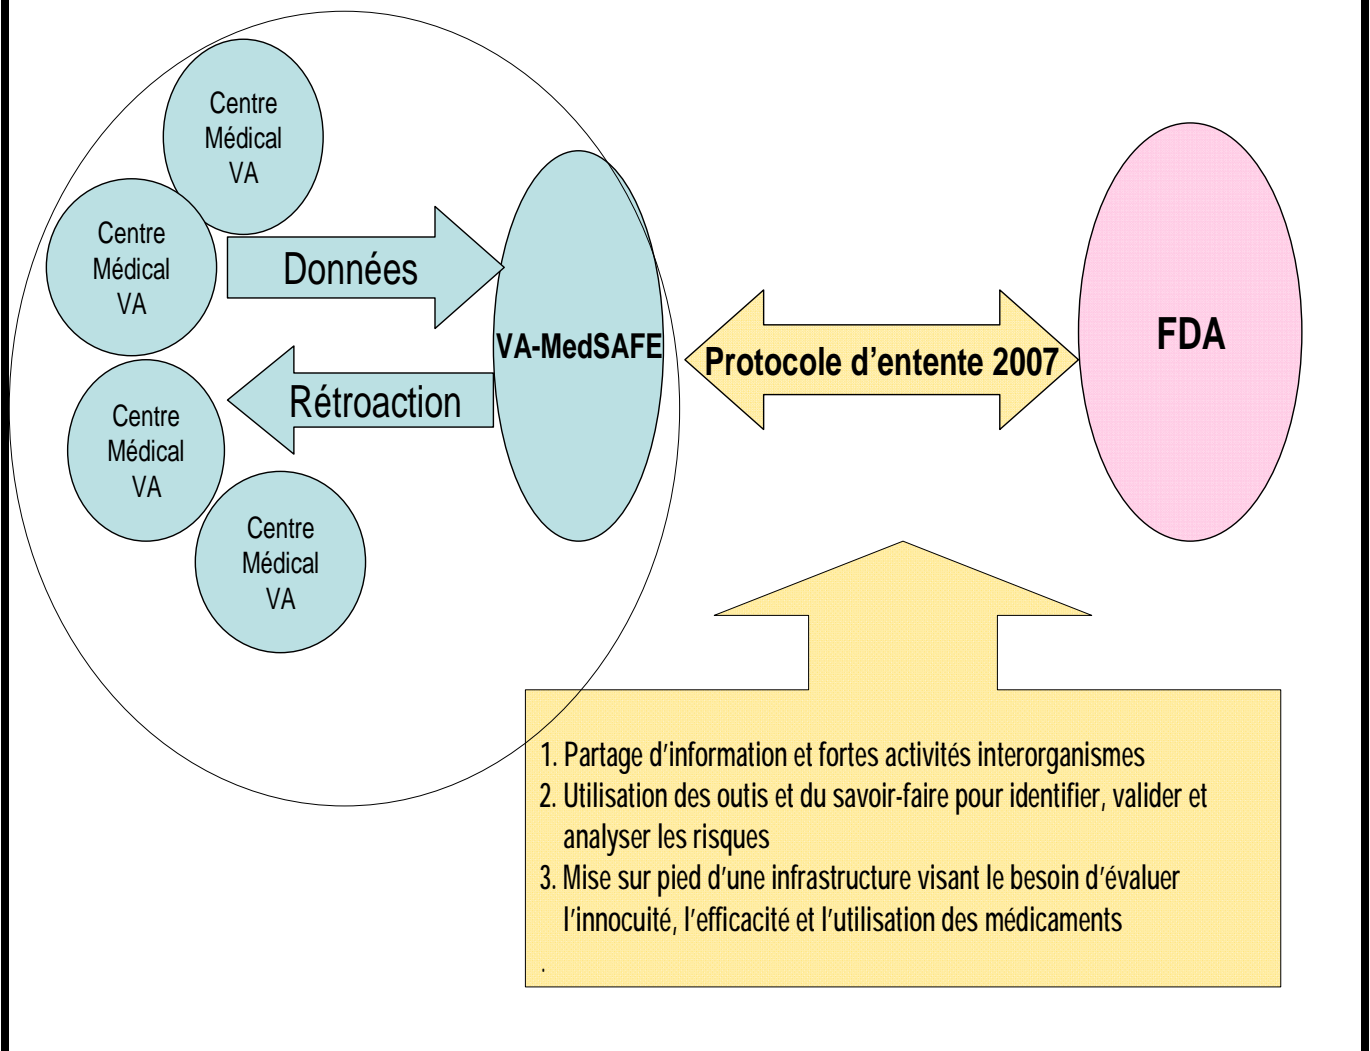 Centre
Médical
VA
Centre
Médical
VA
Données
VA-MedSAFE
Rétroaction
Centre
Médical
VA
Centre
Médical
VA
Protocole d'entente 2007
FDA
1. Partage d'information et fortes activités interorganismes
2. Utilisation des outis et du savoir-faire pour identifier, valider et
analyser les risques
3. Mise sur pied d'une infrastructure visant le besoin d'évaluer
l'innocuité, l'efficacité et l'utilisation des médicaments
.